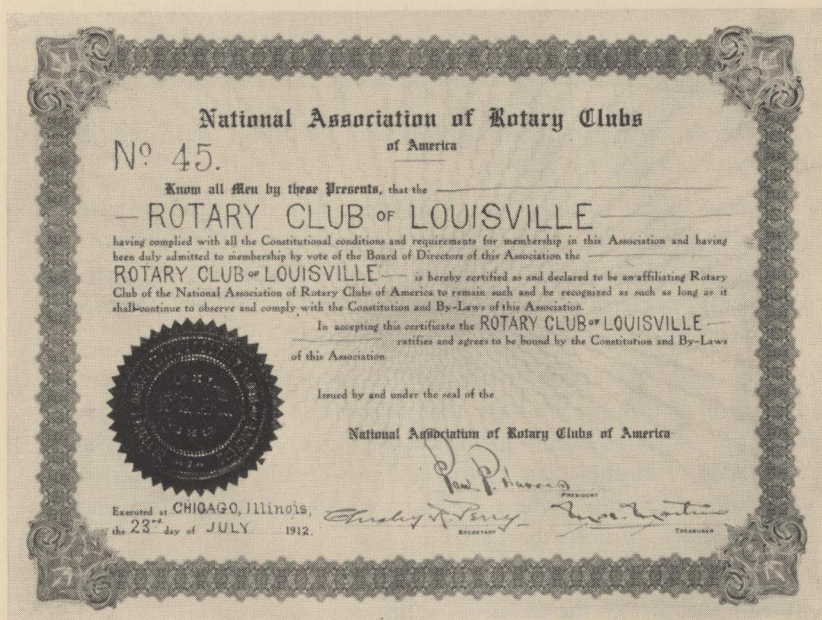 National Association of Rotary Clubs
of America
Nº 45.
Know all Men by these Presents, that the
ROTARY CLUB OF LOUISVILLE
having complied with all the Constitutional conditions and requirements for membership in this Association and having
been duly admitted to membership by vote of the Board of Directors of this Association the
ROTARY CLUB OF LOUISVILLE is hereby certified as and declared to be an affiliating Rotary
Club of the National Association of Rotary Clubs of America to remain such and be recognized as such as long as it
shall continue to observe and comply with the Constitution and By-Laws of this Association.
In accepting this certificate the ROTARY CLUB OF LOUISVILLE
ratifies and agrees to be bound by the Constitution and By-Laws
of this Association
Issued by and under the seal of the
National Association of Rotary Clubs of America
Paul P. Harris
PRESIDENT
Executed at CHICAGO, Illinois,
the 23rd day of JULY 1912.
Chesley R. Perry
SECRETARY
TREASURER